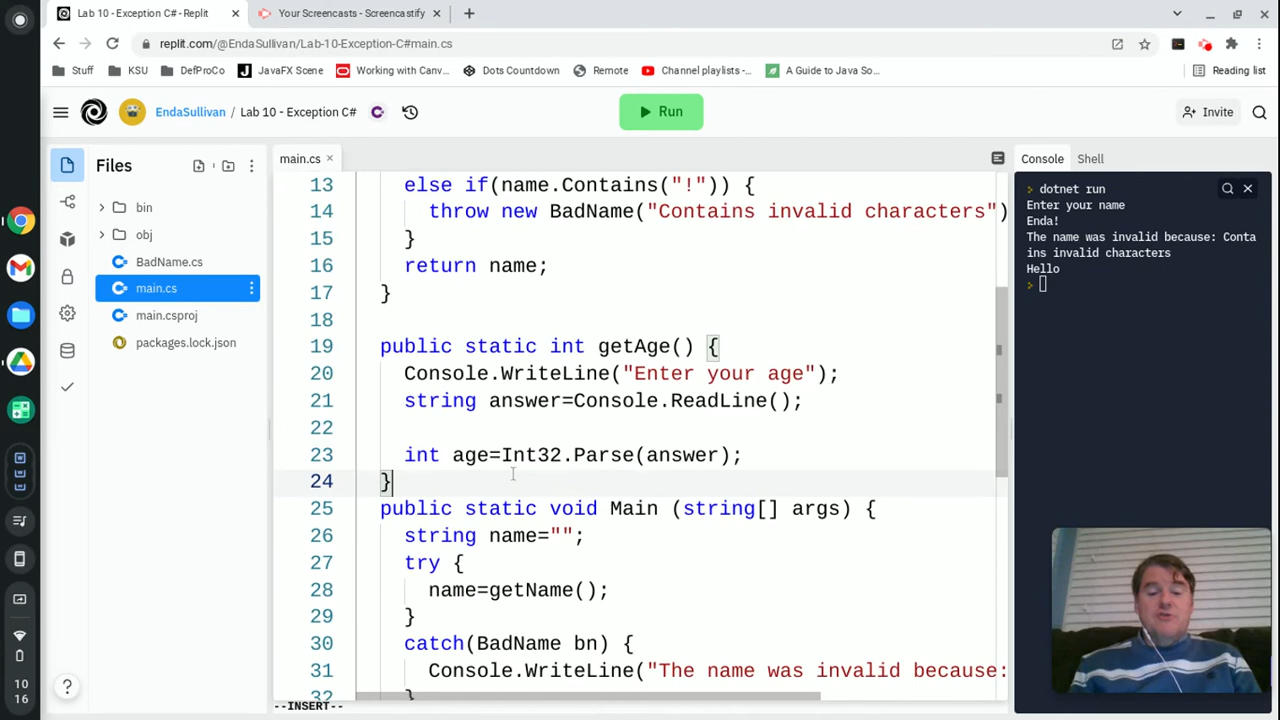 Lab 10 - Exception C# - Replit
Your Screencasts - Screencastify
replit.com/@EndaSullivan/Lab-10-Exception-C#main.cs
Stuff
KSU
DefProCo
JavaFX Scene
Working with Canv...
Dots Countdown
Remote
Channel playlists -...
A Guide to Java So...
Reading list
EndaSullivan / Lab 10 - Exception C#
Run
Invite
Files
main.cs
Console
Shell
bin
obj
BadName.cs
main.cs
main.csproj
packages.lock.json
13 else if(name.Contains("!")) {
14 throw new BadName("Contains invalid characters")
15 }
16 return name;
17 }
18
19 public static int getAge() {
20 Console.WriteLine("Enter your age");
21 string answer=Console.ReadLine();
22
23 int age=Int32.Parse(answer);
24 }
25 public static void Main (string[] args) {
26 string name="";
27 try {
28 name=getName();
29 }
30 catch(BadName bn) {
31 Console.WriteLine("The name was invalid because:
32 }
--INSERT--
dotnet run
Enter your name
Enda!
The name was invalid because: Conta
ins invalid characters
Hello
10
16